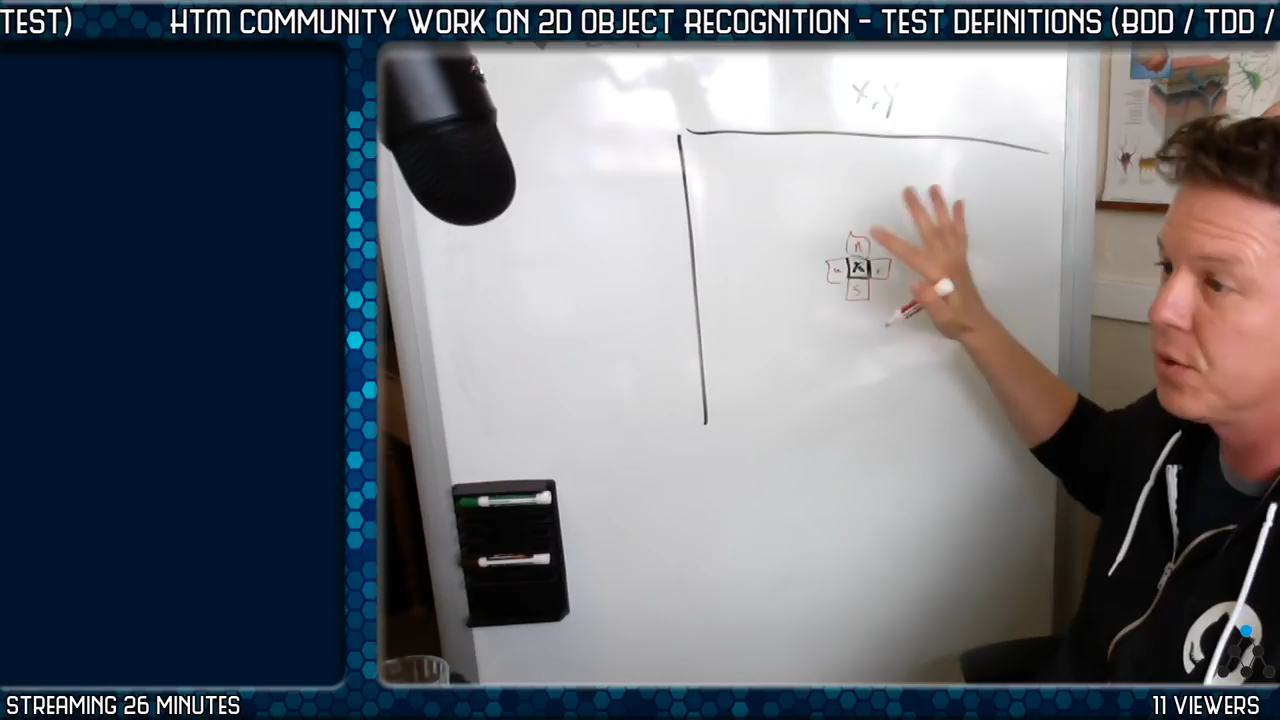 TEST) HTM COMMUNITY WORK ON 2D OBJECT RECOGNITION - TEST DEFINITIONS (BDD / TDD /
X,Y
n
x
S
STREAMING 26 MINUTES
11 VIEWERS